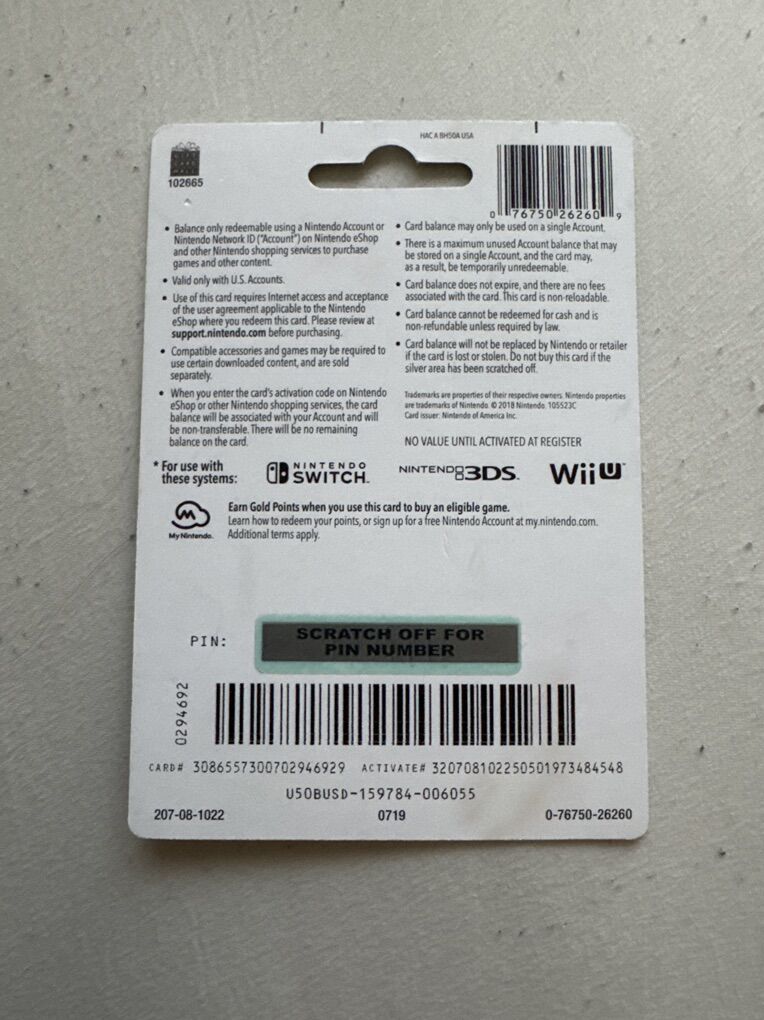 HAC A BH50A USA
102665
0 76750 26260 9
• Balance only redeemable using a Nintendo Account or
Nintendo Network ID ("Account") on Nintendo eShop
and other Nintendo shopping services to purchase
games and other content.
• Valid only with U.S. Accounts.
• Use of this card requires Internet access and acceptance
of the user agreement applicable to the Nintendo
eShop where you redeem this card. Please review at
support.nintendo.com before purchasing.
• Compatible accessories and games may be required to
use certain downloaded content, and are sold
separately.
• When you enter the card's activation code on Nintendo
eShop or other Nintendo shopping services, the card
balance will be associated with your Account and will
be non-transferable. There will be no remaining
balance on the card.
• Card balance may only be used on a single Account.
• There is a maximum unused Account balance that may
be stored on a single Account, and the card may,
as a result, be temporarily unredeemable.
• Card balance does not expire, and there are no fees
associated with the card. This card is non-reloadable.
• Card balance cannot be redeemed for cash and is
non-refundable unless required by law.
• Card balance will not be replaced by Nintendo or retailer
if the card is lost or stolen. Do not buy this card if the
silver area has been scratched off.
Trademarks are properties of their respective owners. Nintendo properties
are trademarks of Nintendo. © 2018 Nintendo. 105523C
Card issuer: Nintendo of America Inc.
NO VALUE UNTIL ACTIVATED AT REGISTER
* For use with
these systems:
NINTENDO
SWITCH™
NINTENDO3DS™
WiiU™
My Nintendo™
Earn Gold Points when you use this card to buy an eligible game.
Learn how to redeem your points, or sign up for a free Nintendo Account at my.nintendo.com.
Additional terms apply.
PIN:
SCRATCH OFF FOR
PIN NUMBER
0294692
CARD# 3086557300702946929 ACTIVATE# 320708102250501973484548
U50BUSD-159784-006055
207-08-1022 0719 0-76750-26260